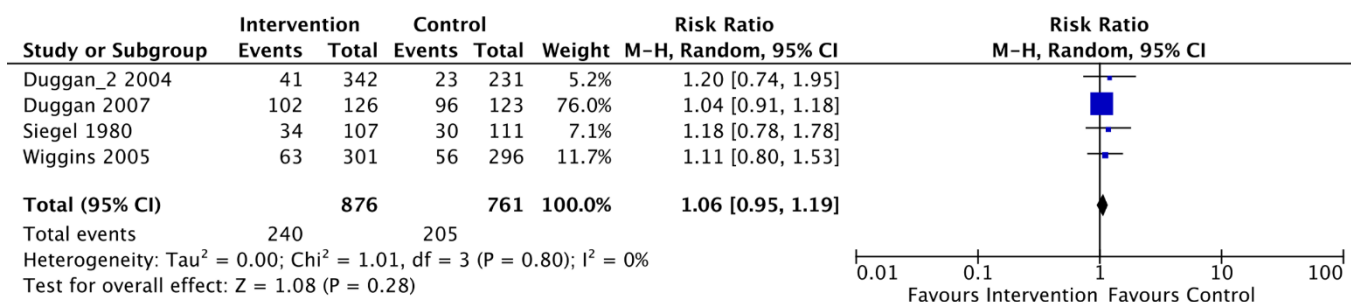 Intervention Control Risk Ratio Risk Ratio
Study or Subgroup Events Total Events Total Weight M-H, Random, 95% CI M-H, Random, 95% CI
Duggan_2 2004 41 342 23 231 5.2% 1.20 [0.74, 1.95]
Duggan 2007 102 126 96 123 76.0% 1.04 [0.91, 1.18]
Siegel 1980 34 107 30 111 7.1% 1.18 [0.78, 1.78]
Wiggins 2005 63 301 56 296 11.7% 1.11 [0.80, 1.53]
Total (95% CI) 876 761 100.0% 1.06 [0.95, 1.19]
Total events 240 205
Heterogeneity: Tau² = 0.00; Chi² = 1.01, df = 3 (P = 0.80); I² = 0%
Test for overall effect: Z = 1.08 (P = 0.28)
0.01 0.1 1 10 100
Favours Intervention Favours Control